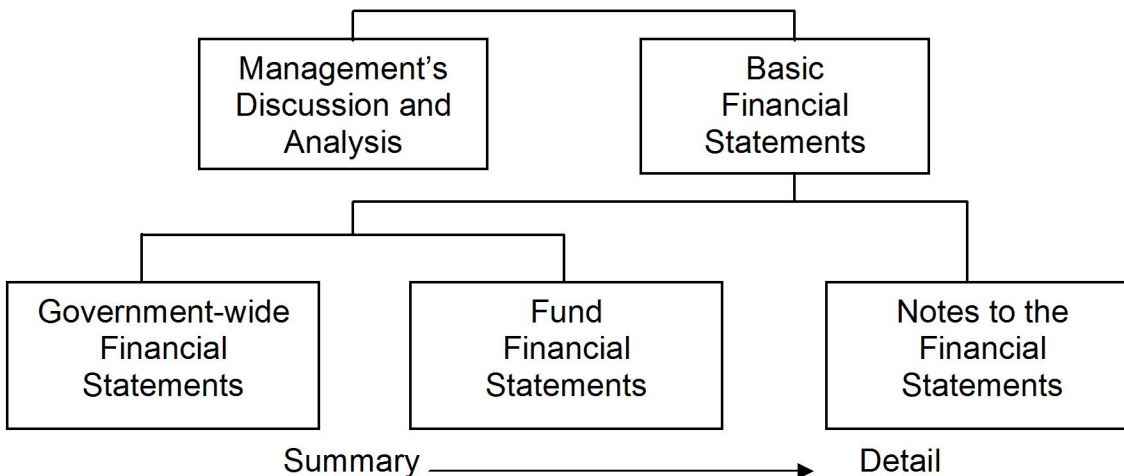 Management’s
Discussion and
Analysis
Basic
Financial
Statements
Government-wide
Financial
Statements
Fund
Financial
Statements
Notes to the
Financial
Statements
Summary
Detail